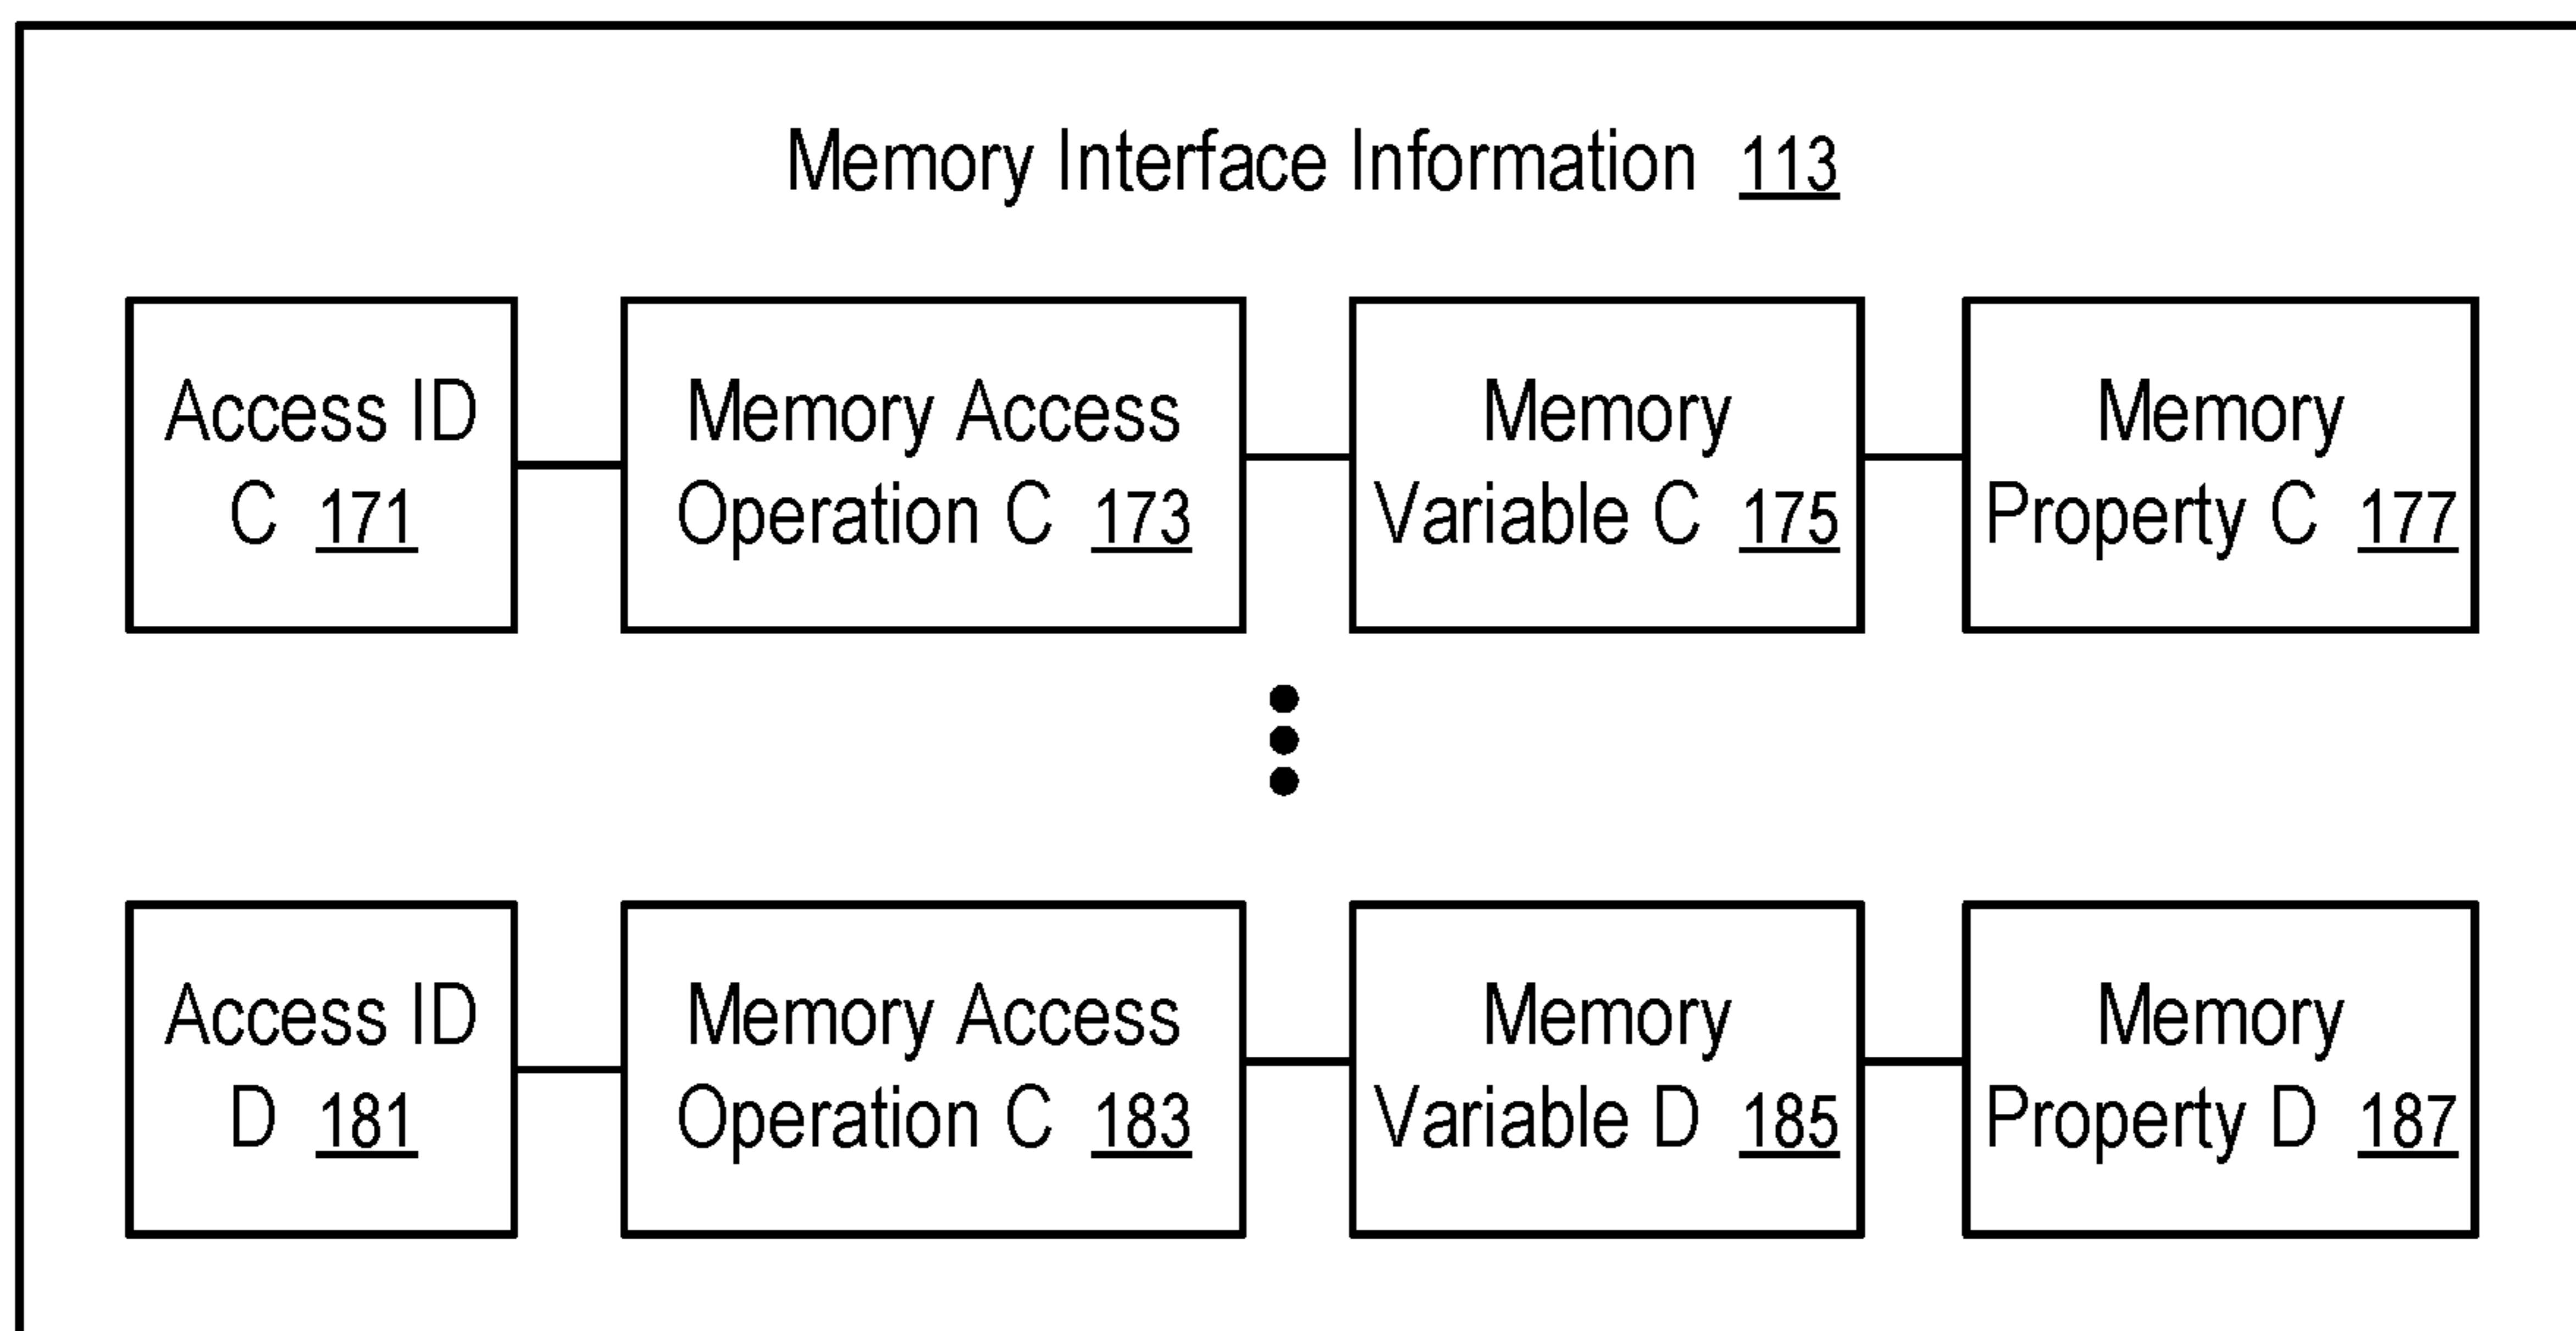 Memory Interface Information 113
Access ID
C 171
Memory Access
Operation C 173
Memory
Variable C 175
Memory
Property C 177
Access ID
D 181
Memory Access
Operation C 183
Memory
Variable D 185
Memory
Property D 187